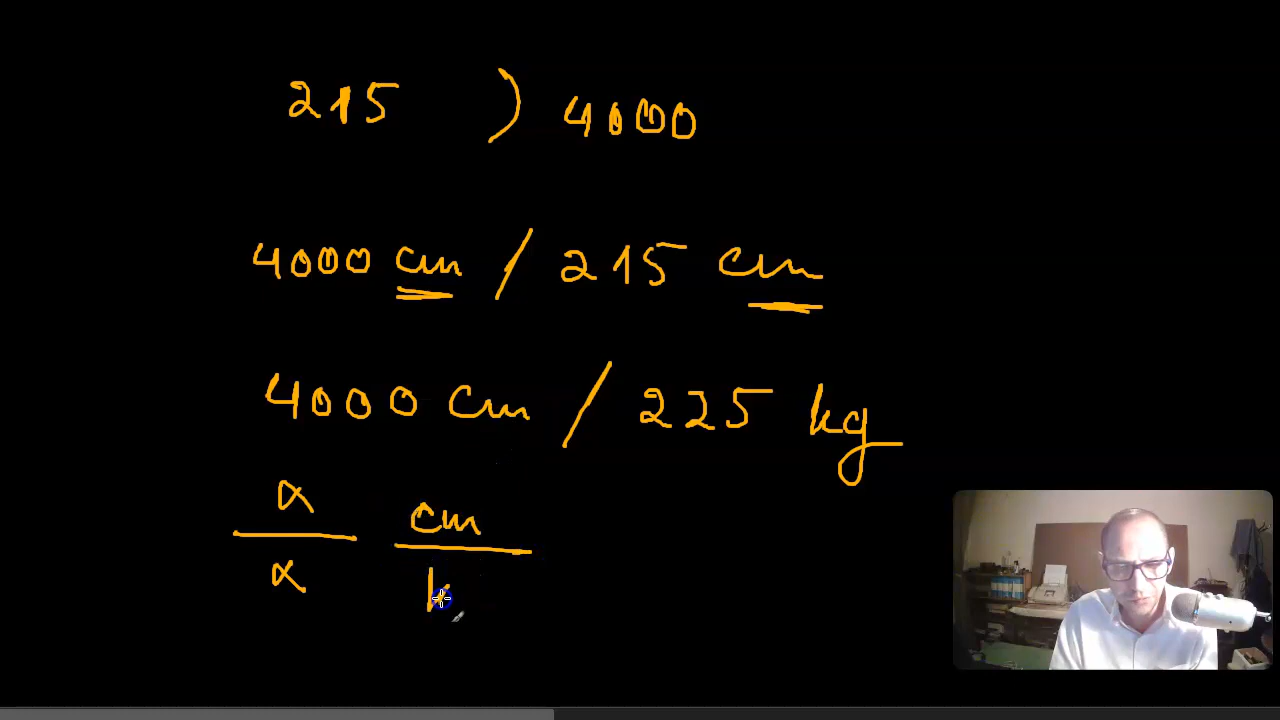 215 ) 4000
4000 cm / 215 cm
4000 cm / 225 kg
α cm
α k